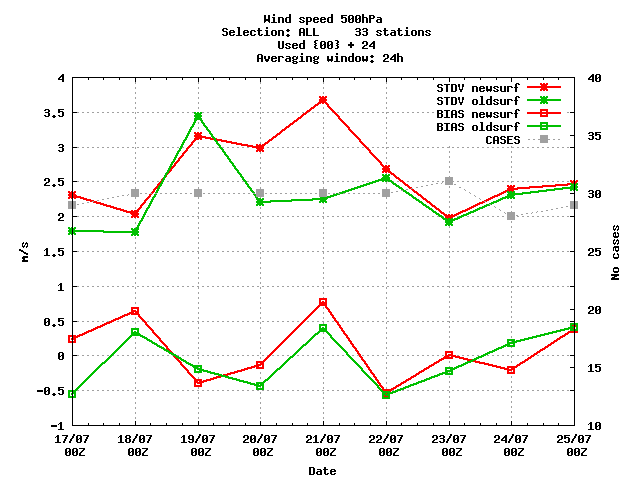 Wind speed 500hPa
Selection: ALL     33 stations
Used {00} + 24
Averaging window: 24h
STDV newsurf
STDV oldsurf
BIAS newsurf
BIAS oldsurf
CASES
4
3.5
3
2.5
2
1.5
1
0.5
0
-0.5
-1
m/s
40
35
30
25
20
15
10
No cases
17/07 18/07 19/07 20/07 21/07 22/07 23/07 24/07 25/07
00Z 00Z 00Z 00Z 00Z 00Z 00Z 00Z 00Z
Date